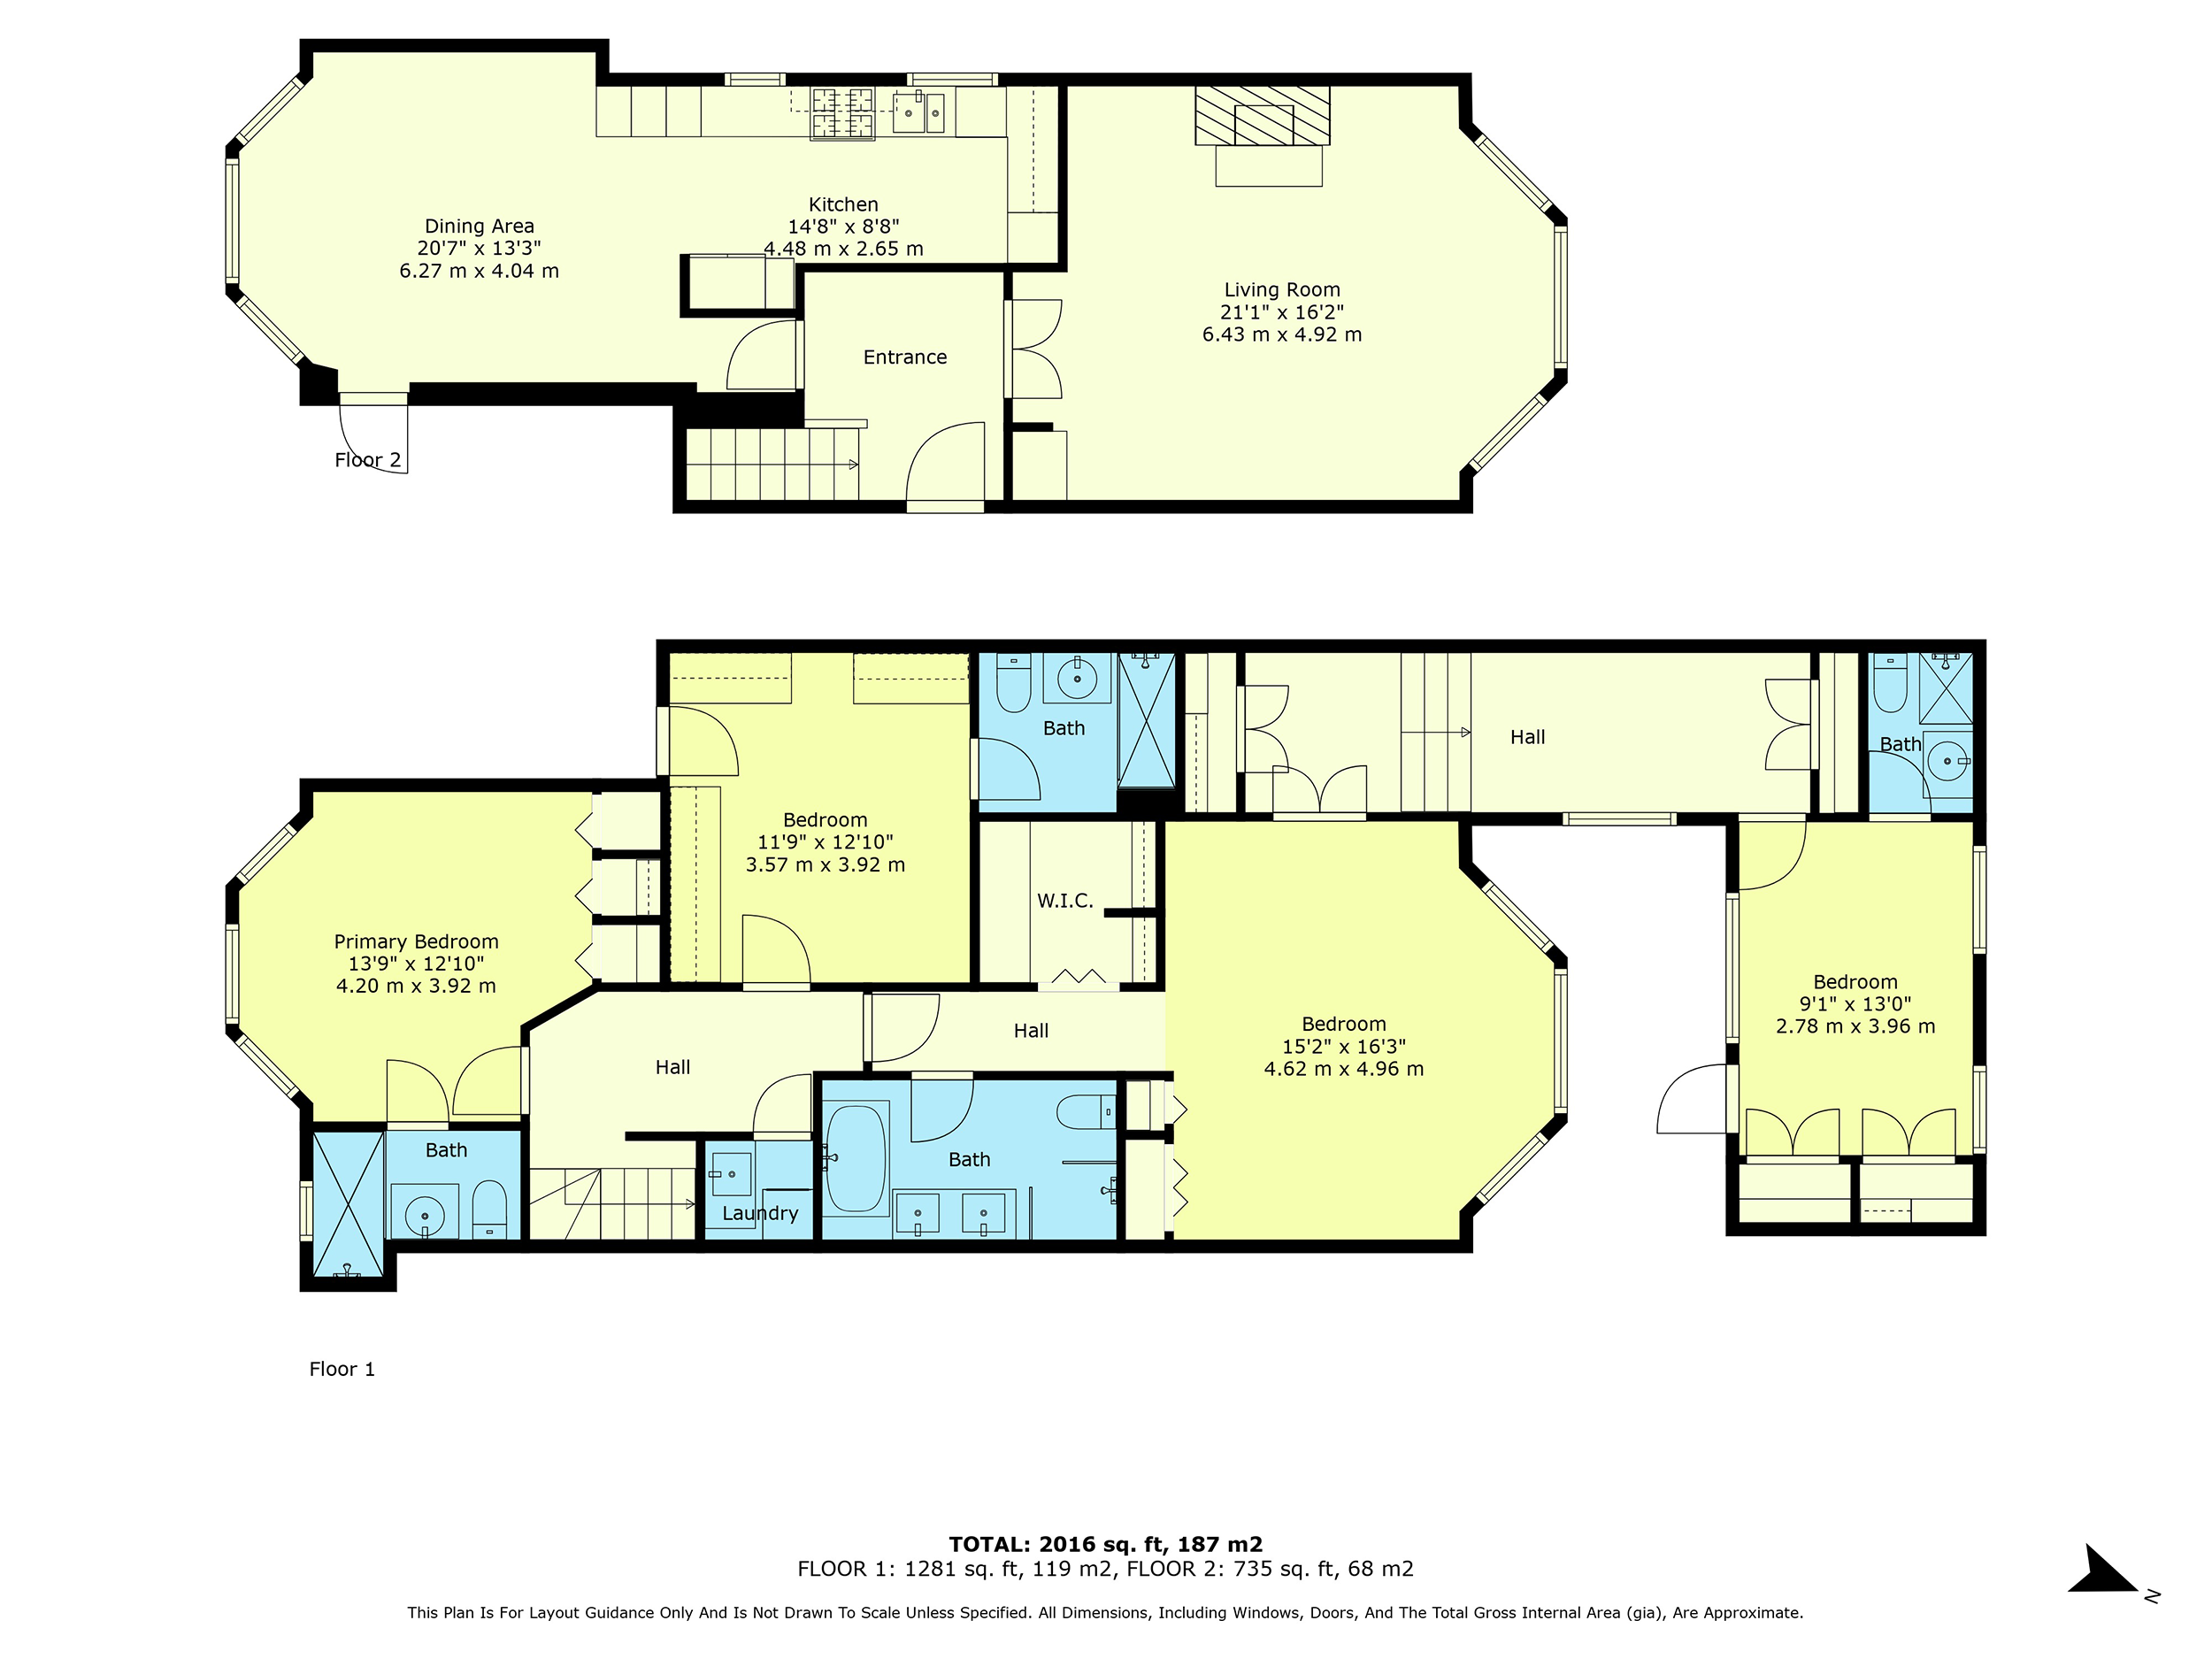 Dining Area
20'7" x 13'3"
6.27 m x 4.04 m
Kitchen
14'8" x 8'8"
4.48 m x 2.65 m
Entrance
Living Room
21'1" x 16'2"
6.43 m x 4.92 m
Floor 2
Bath
Hall
Bath
Bedroom
11'9" x 12'10"
3.57 m x 3.92 m
W.I.C.
Primary Bedroom
13'9" x 12'10"
4.20 m x 3.92 m
Hall
Hall
Bedroom
15'2" x 16'3"
4.62 m x 4.96 m
Bedroom
9'1" x 13'0"
2.78 m x 3.96 m
Bath
Laundry
Bath
Floor 1
TOTAL: 2016 sq. ft, 187 m2
FLOOR 1: 1281 sq. ft, 119 m2, FLOOR 2: 735 sq. ft, 68 m2
This Plan Is For Layout Guidance Only And Is Not Drawn To Scale Unless Specified. All Dimensions, Including Windows, Doors, And The Total Gross Internal Area (gia), Are Approximate.
N